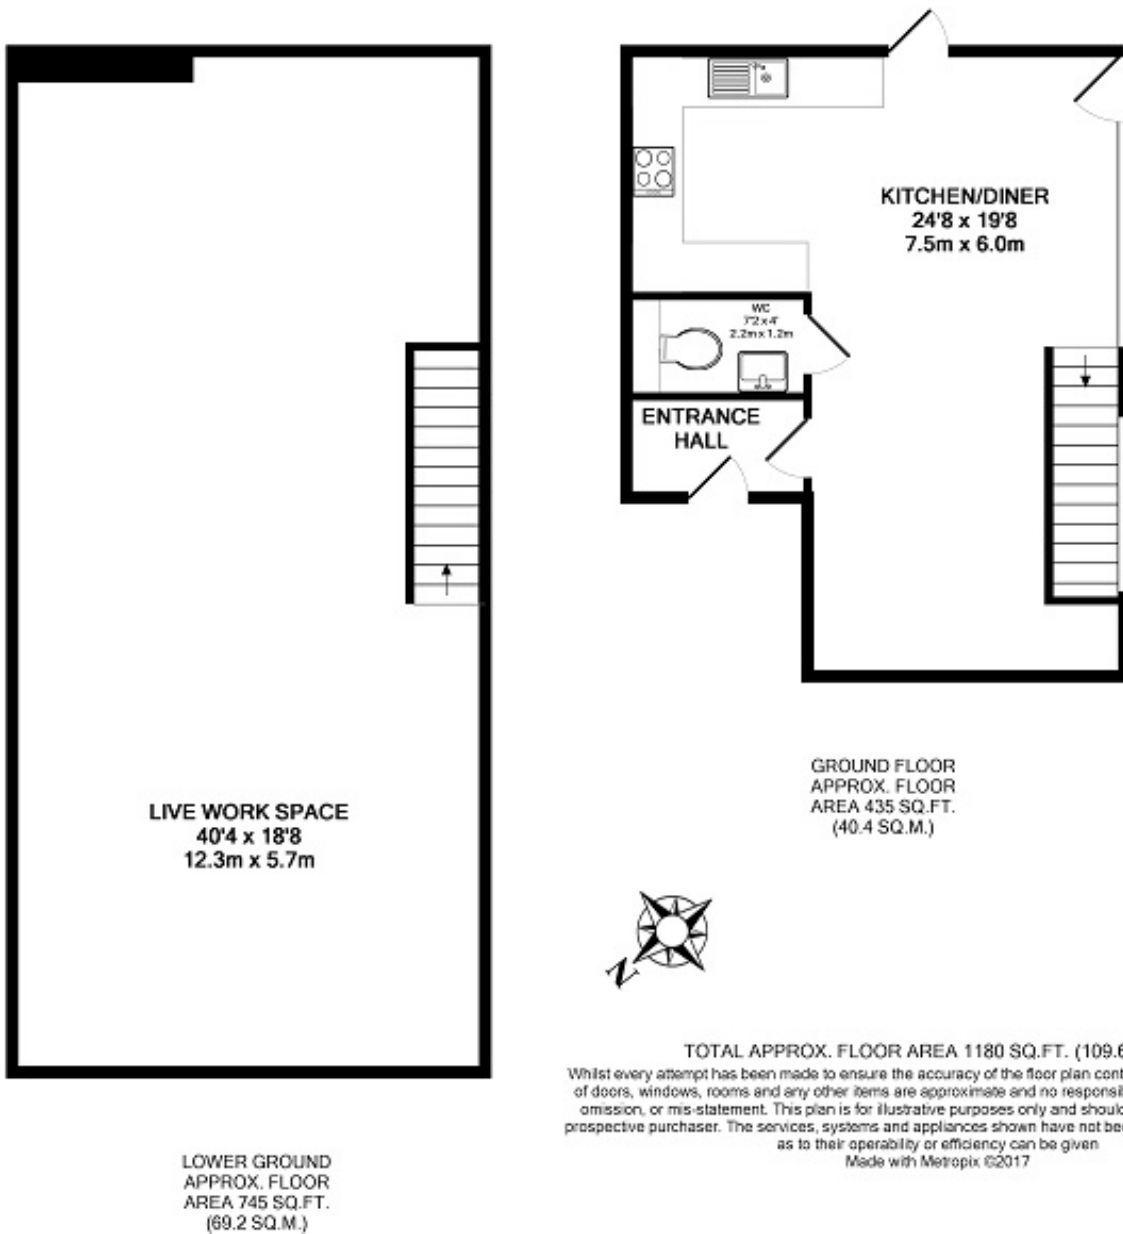 KITCHEN/DINER
24'8 x 19'8
7.5m x 6.0m
WC
7'2 x 4'
2.2m x 1.2m
ENTRANCE
HALL
LIVE WORK SPACE
40'4 x 18'8
12.3m x 5.7m
GROUND FLOOR
APPROX. FLOOR
AREA 435 SQ.FT.
(40.4 SQ.M.)
N
TOTAL APPROX. FLOOR AREA 1180 SQ.FT. (109.6
Whilst every attempt has been made to ensure the accuracy of the floor plan cont
of doors, windows, rooms and any other items are approximate and no responsi
omission, or mis-statement. This plan is for illustrative purposes only and shoul
prospective purchaser. The services, systems and appliances shown have not be
as to their operability or efficiency can be given
Made with Metropix ©2017
LOWER GROUND
APPROX. FLOOR
AREA 745 SQ.FT.
(69.2 SQ.M.)